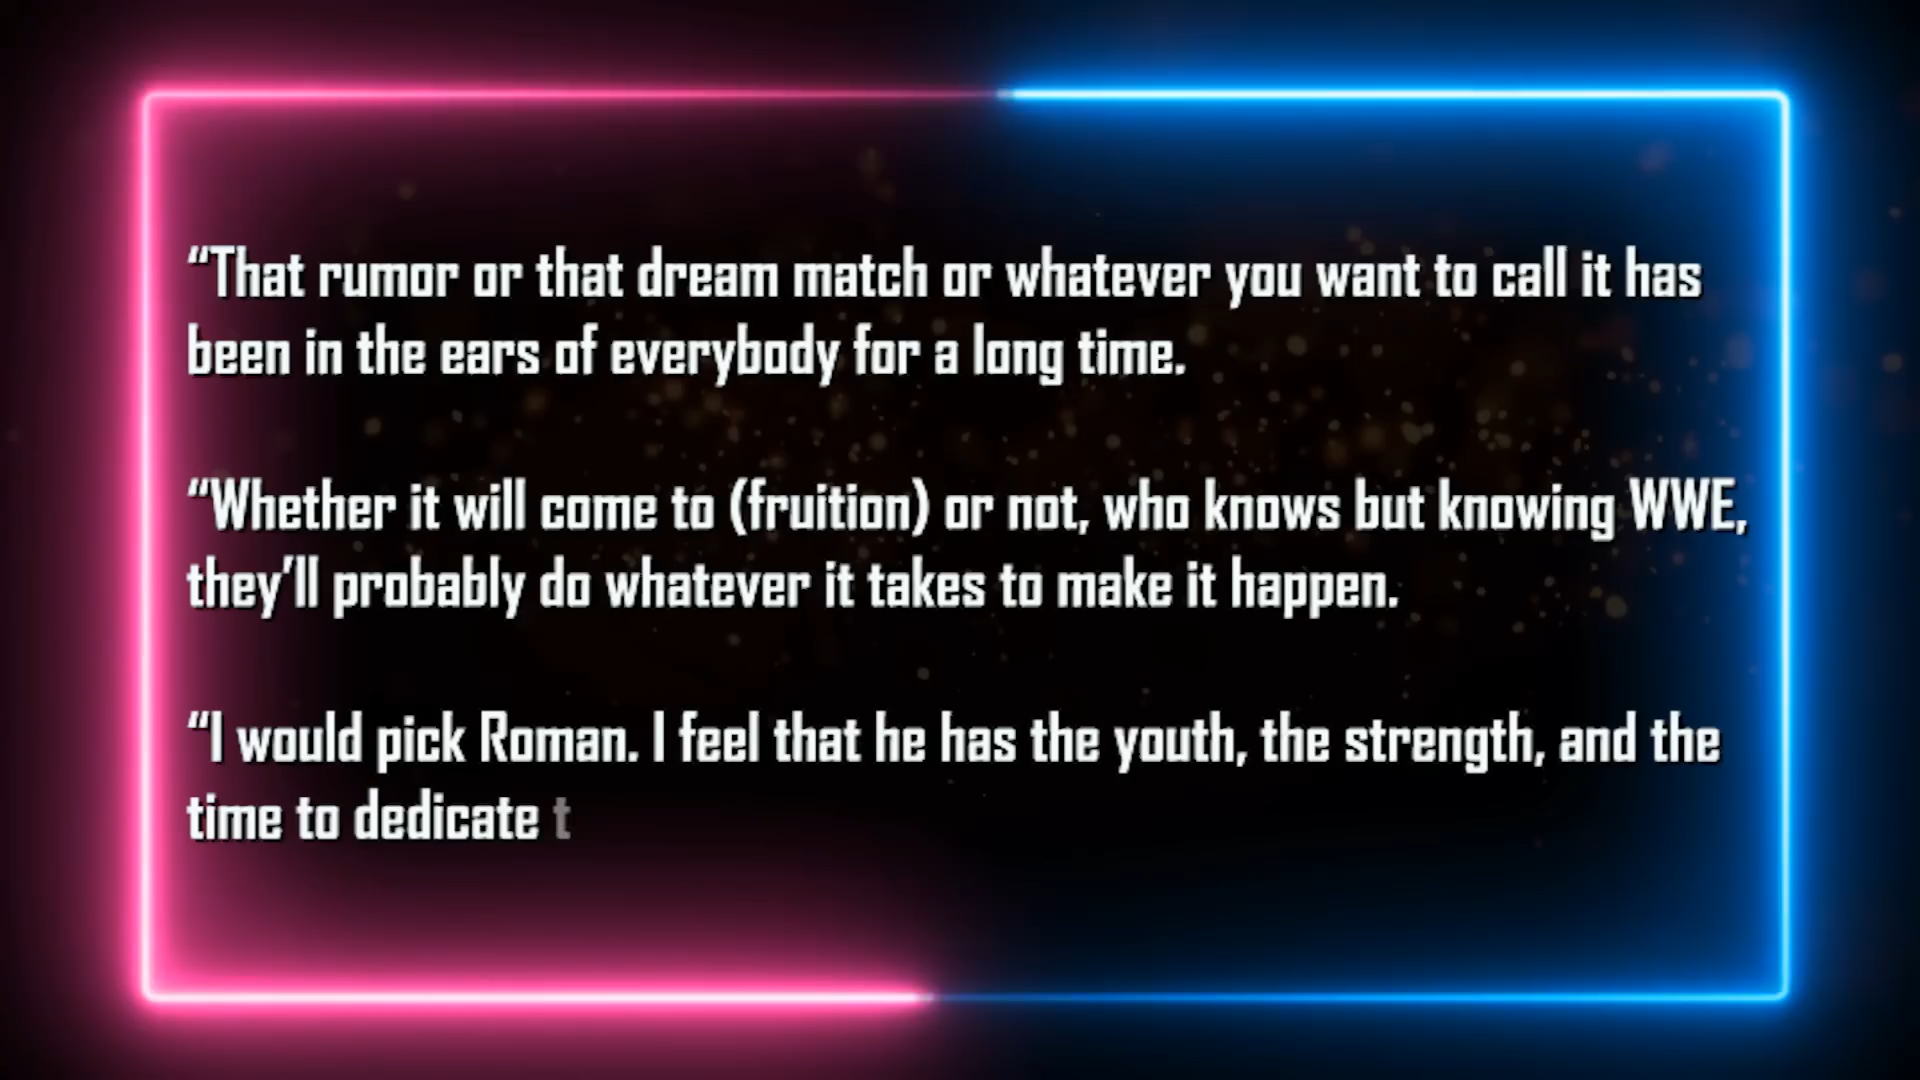 “That rumor or that dream match or whatever you want to call it has
been in the ears of everybody for a long time.
“Whether it will come to (fruition) or not, who knows but knowing WWE,
they’ll probably do whatever it takes to make it happen.
“I would pick Roman. I feel that he has the youth, the strength, and the
time to dedicate t